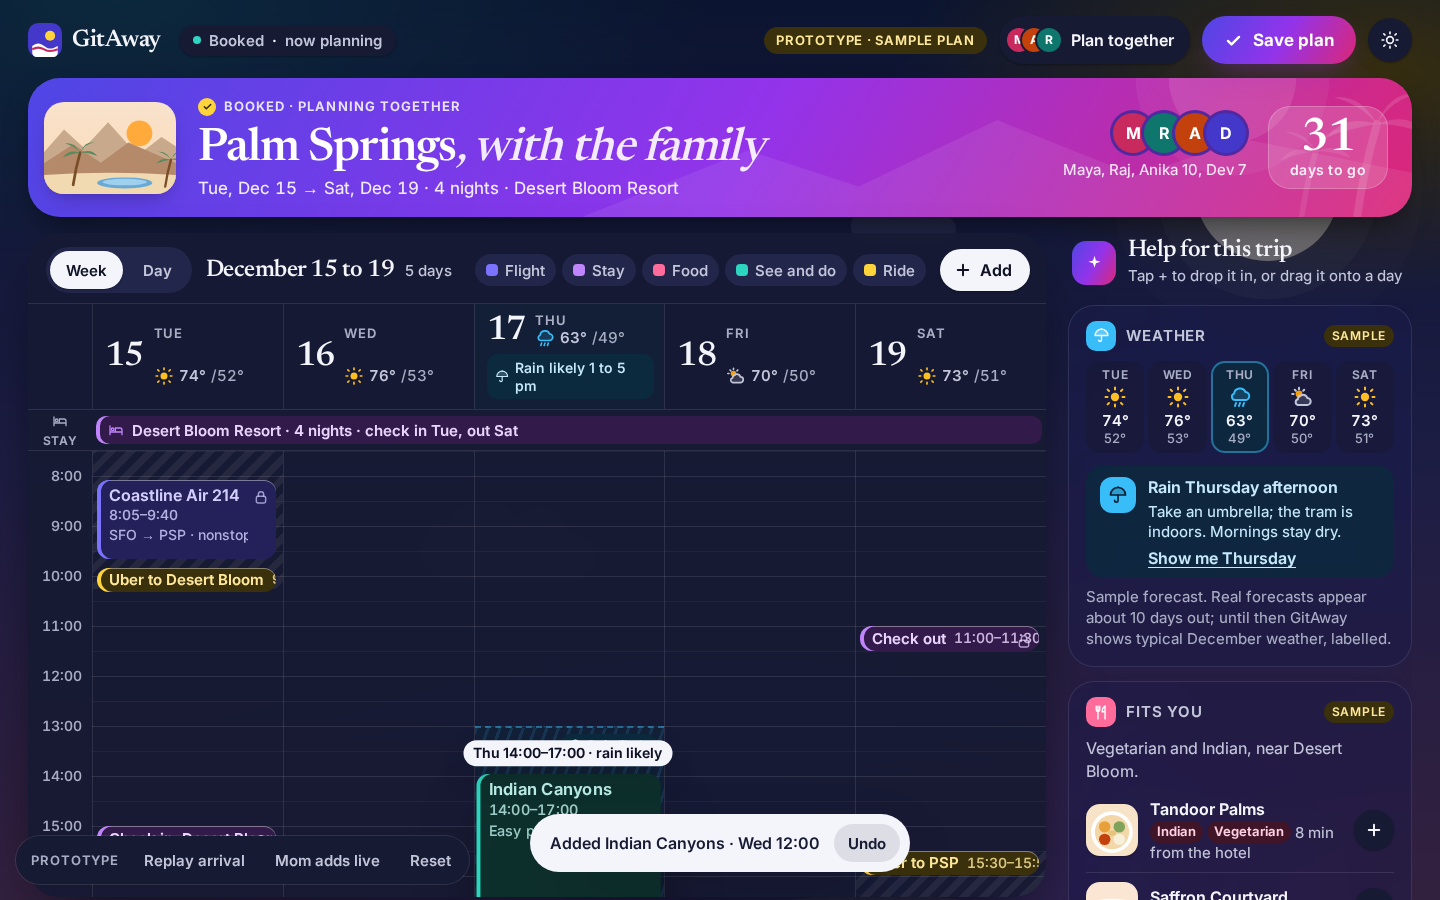 GitAway
Booked · now planning
PROTOTYPE · SAMPLE PLAN
M A R
Plan together
Save plan
BOOKED · PLANNING TOGETHER
Palm Springs, with the family
Tue, Dec 15 → Sat, Dec 19 · 4 nights · Desert Bloom Resort
M R A D
Maya, Raj, Anika 10, Dev 7
31
days to go
Week
Day
December 15 to 19 5 days
Flight
Stay
Food
See and do
Ride
+ Add
15 TUE
74° /52°
16 WED
76° /53°
17 THU
63° /49°
Rain likely 1 to 5
pm
18 FRI
70° /50°
19 SAT
73° /51°
STAY
Desert Bloom Resort · 4 nights · check in Tue, out Sat
8:00
9:00
10:00
11:00
12:00
13:00
14:00
15:00
Coastline Air 214
8:05–9:40
SFO → PSP · nonstop
Uber to Desert Bloom
Check out 11:00–11:30
Thu 14:00–17:00 · rain likely
Indian Canyons
14:00–17:00
Easy
to PSP 15:30–15:
Added Indian Canyons · Wed 12:00
Undo
PROTOTYPE
Replay arrival
Mom adds live
Reset
Help for this trip
Tap + to drop it in, or drag it onto a day
WEATHER
SAMPLE
TUE
74°
52°
WED
76°
53°
THU
63°
49°
FRI
70°
50°
SAT
73°
51°
Rain Thursday afternoon
Take an umbrella; the tram is
indoors. Mornings stay dry.
Show me Thursday
Sample forecast. Real forecasts appear
about 10 days out; until then GitAway
shows typical December weather, labelled.
FITS YOU
SAMPLE
Vegetarian and Indian, near Desert
Bloom.
Tandoor Palms
Indian Vegetarian 8 min
from the hotel
+
Saffron Courtyard